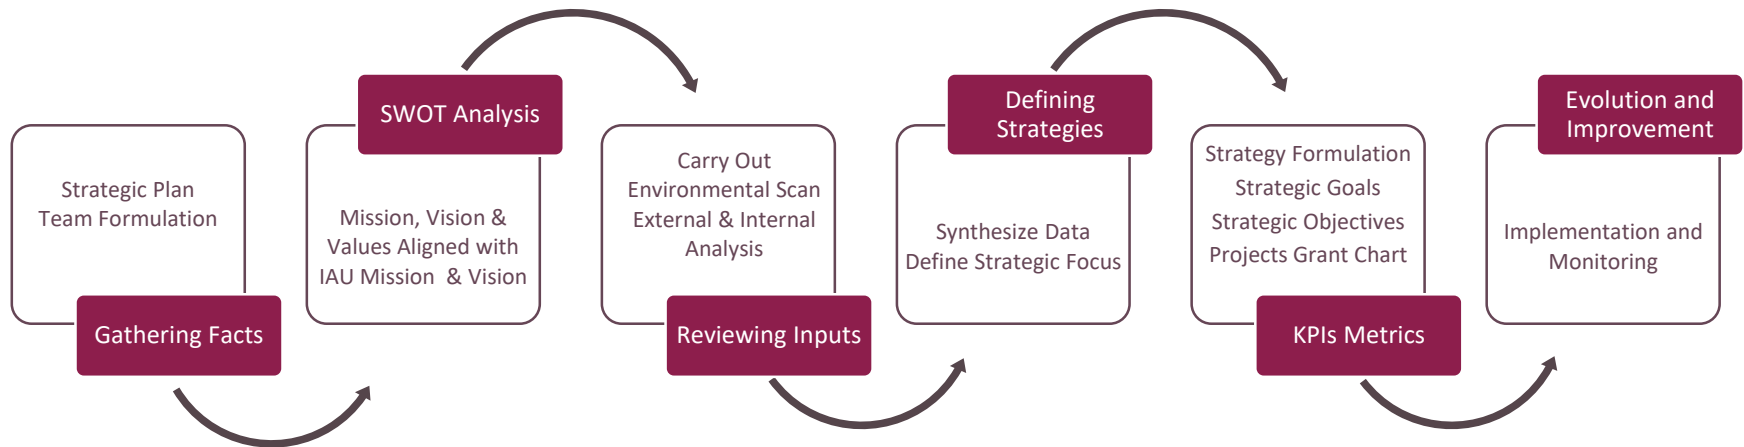 Strategic Plan
Team Formulation
Gathering Facts
SWOT Analysis
Mission, Vision &
Values Aligned with
IAU Mission & Vision
Carry Out
Environmental Scan
External & Internal
Analysis
Reviewing Inputs
Defining
Strategies
Synthesize Data
Define Strategic Focus
Strategy Formulation
Strategic Goals
Strategic Objectives
Projects Grant Chart
KPIs Metrics
Evolution and
Improvement
Implementation and
Monitoring